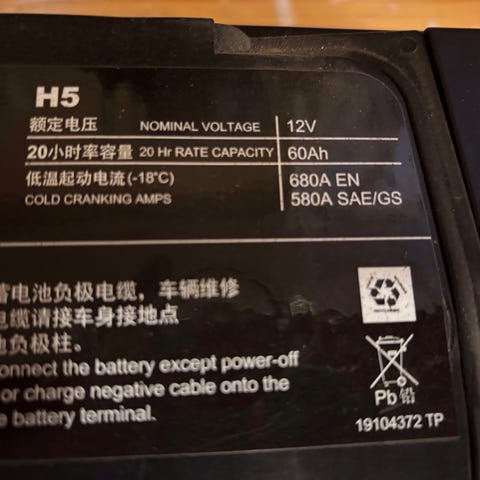 H5
额定电压 NOMINAL VOLTAGE 12V
20小时率容量 20 Hr RATE CAPACITY 60Ah
低温起动电流(-18°C) 680A EN
COLD CRANKING AMPS 580A SAE/GS
蓄电池负极电缆，车辆维修
电缆请接车身接地点
池负极柱。
connect the battery except power-off
or charge negative cable onto the
battery terminal.
Pb铅
19104372 TP